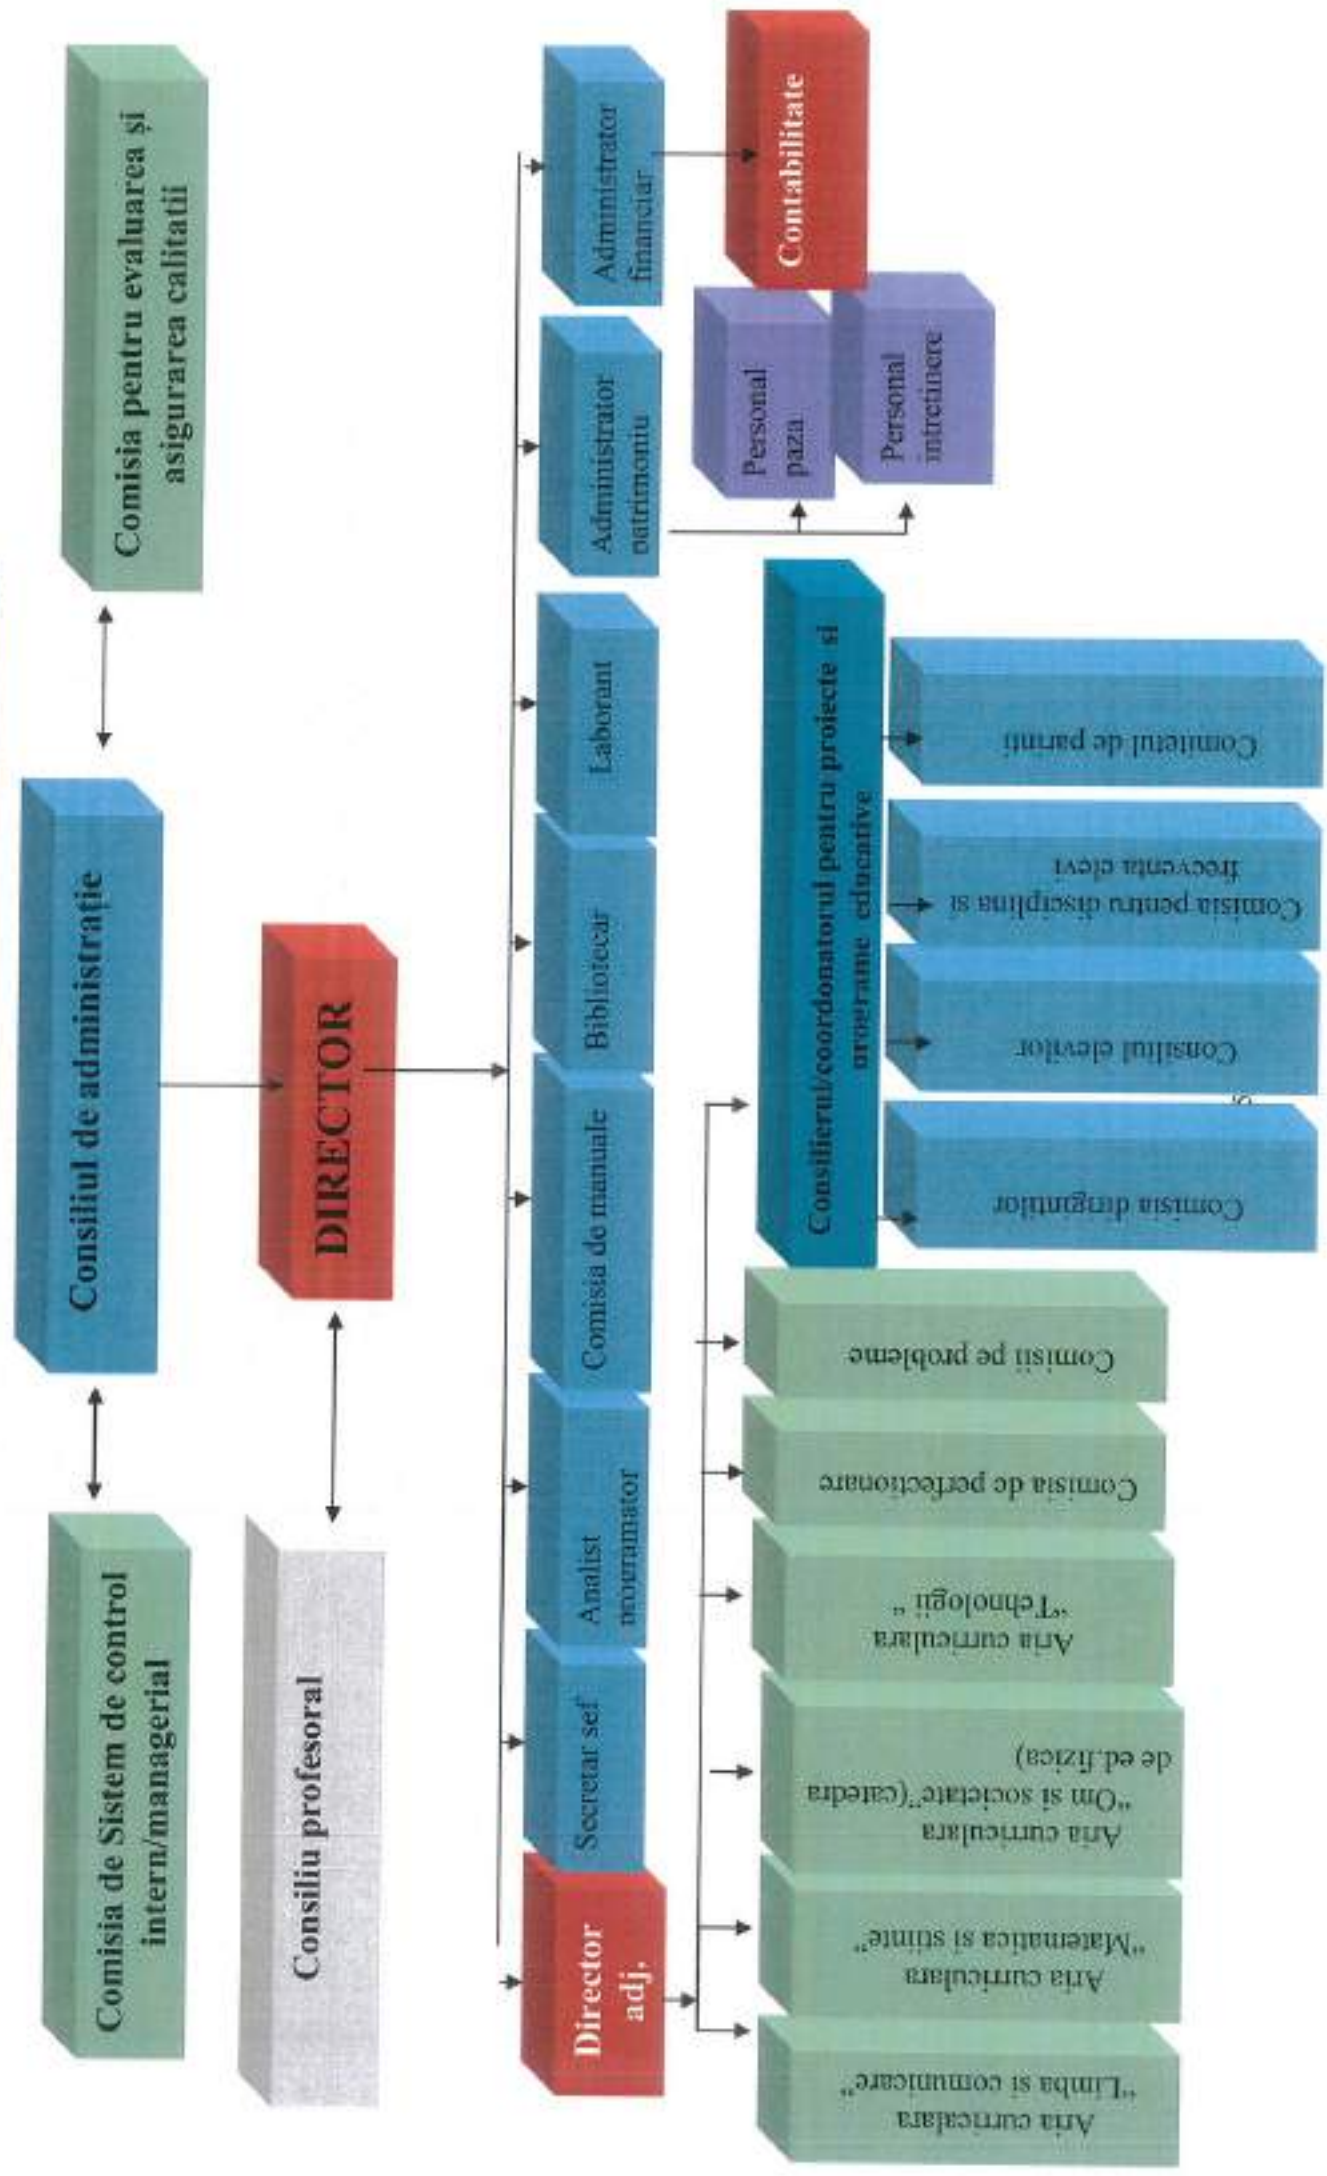 Comisia de Sistem de control
intern/managerial
Consiliul de administrație
Comisia pentru evaluarea și
asigurarea calitatii
Consiliu profesoral
DIRECTOR
Director
adj.
Secretar sef
Analist
programator
Comisia de manuale
Bibliotecar
Laborant
Administrator
patrimoniu
Administrator
financiar
Personal
paza
Personal
intretinere
Contabilitate
Aria curriculara
"Limba si comunicare"
Aria curriculara
"Matematica si stiinte"
Aria curriculara
"Om si societate"(catedra
de ed.fizica)
Aria curriculara
"Tehnologii "
Comisia de perfectionare
Comisii pe probleme
Consilierul/coordonatorul pentru proiecte si
programe educative
Comisia dirigintilor
Consiliul elevilor
Comisia pentru disciplina si
frecventa elevi
Comitetul de parinti